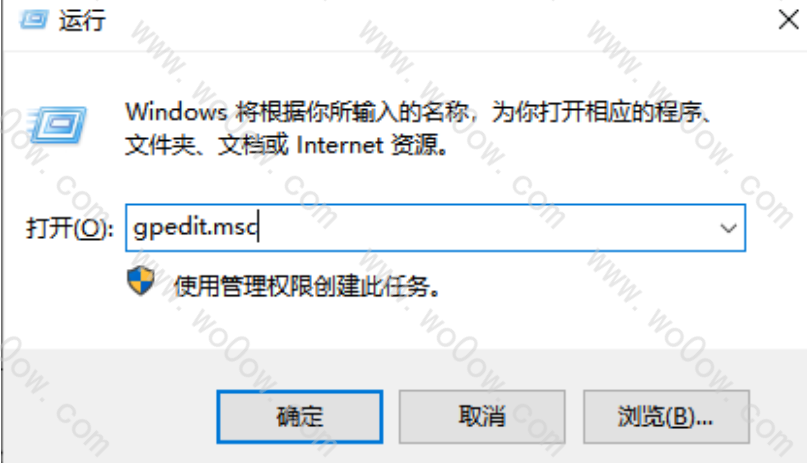 运行
Windows 将根据你所输入的名称，为你打开相应的程序、
文件夹、文档或 Internet 资源。
打开(O): gpedit.msc
使用管理权限创建此任务。
确定 取消 浏览(B)...
www.wo0ow.com